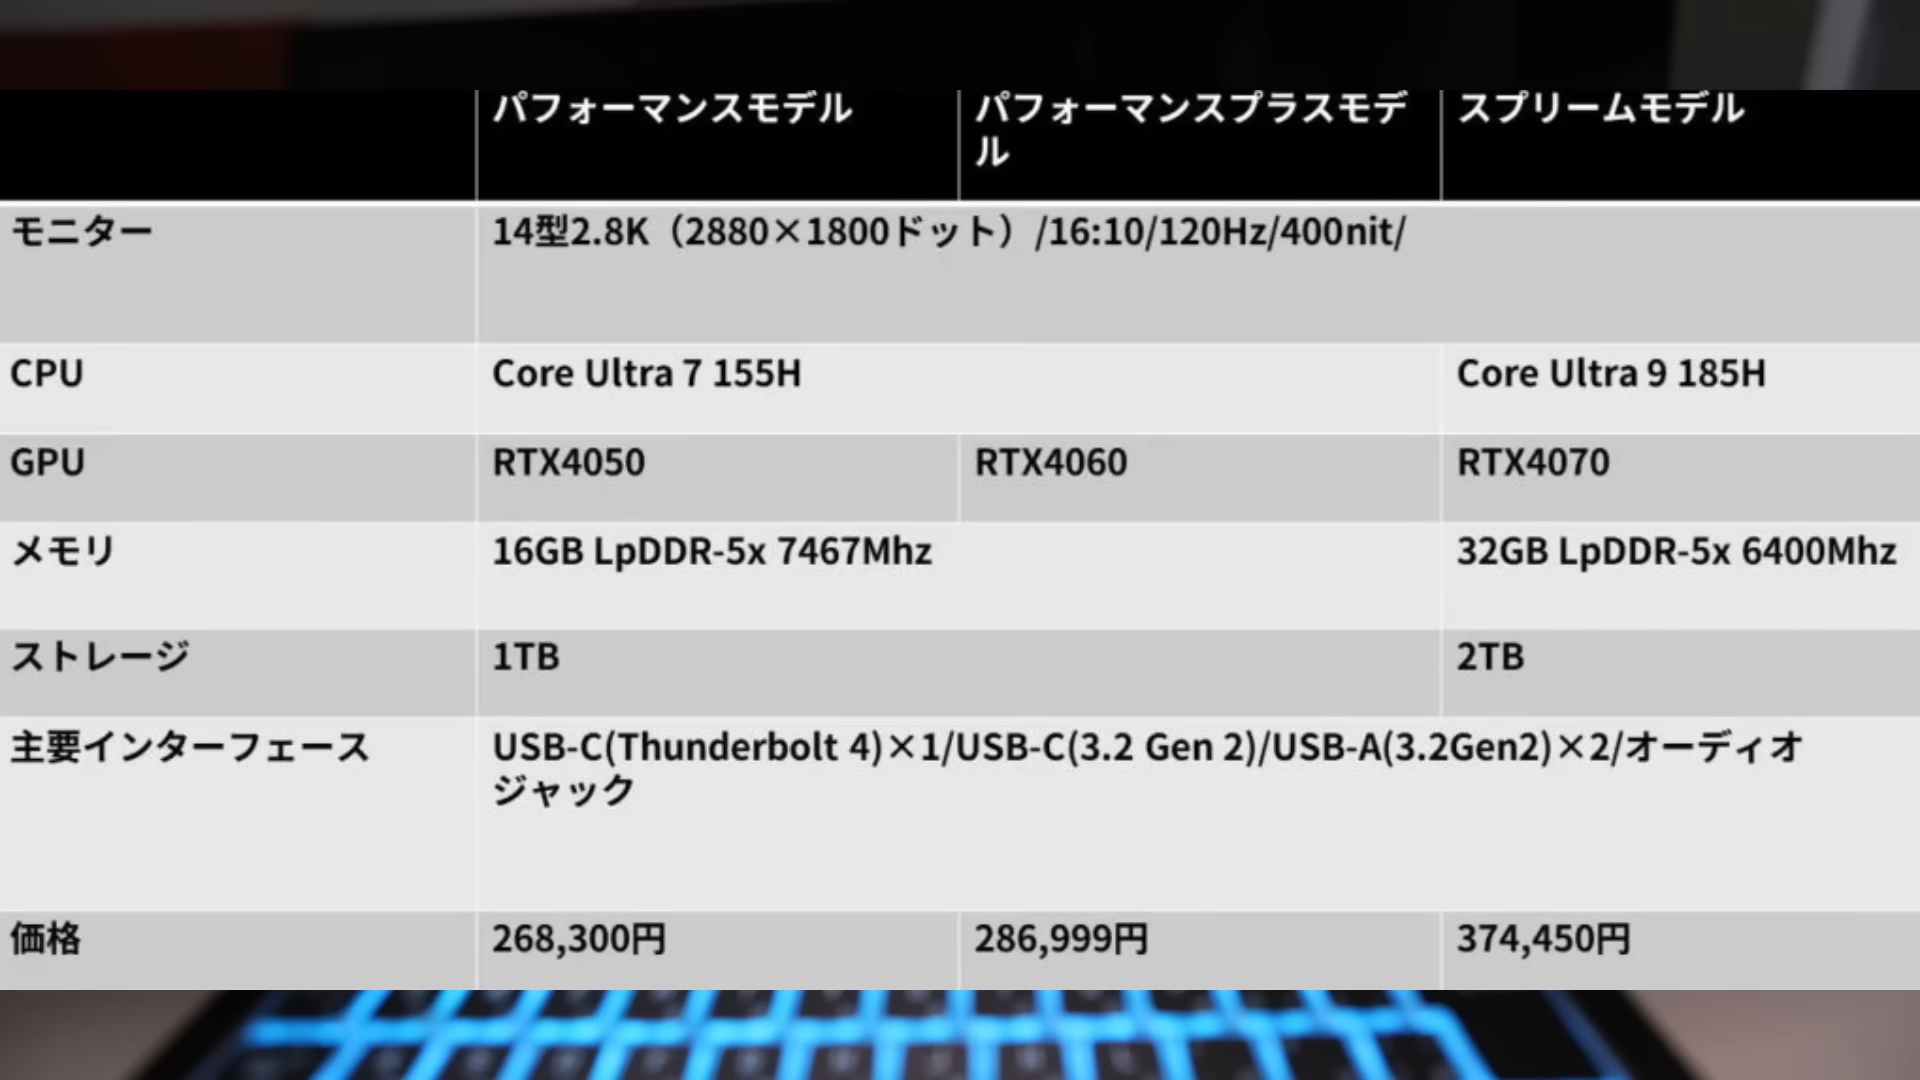 パフォーマンスモデル
パフォーマンスプラスモデ
ル
スプリームモデル
モニター
14型2.8K（2880×1800ドット）/16:10/120Hz/400nit/
CPU
Core Ultra 7 155H
Core Ultra 9 185H
GPU
RTX4050
RTX4060
RTX4070
メモリ
16GB LpDDR-5x 7467Mhz
32GB LpDDR-5x 6400Mhz
ストレージ
1TB
2TB
主要インターフェース
USB-C(Thunderbolt 4)×1/USB-C(3.2 Gen 2)/USB-A(3.2Gen2)×2/オーディオ
ジャック
価格
268,300円
286,999円
374,450円